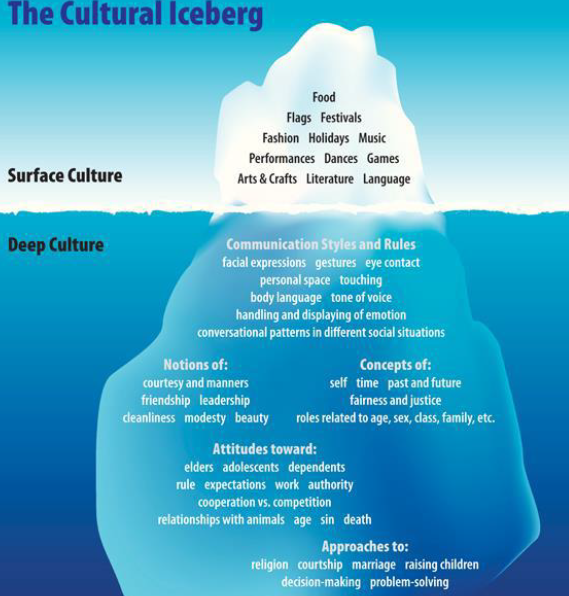 The Cultural Iceberg
Food
Flags Festivals
Fashion Holidays Music
Performances Dances Games
Surface Culture
Arts & Crafts Literature Language
Deep Culture
Communication Styles and Rules
facial expressions gestures eye contact
personal space touching
body language tone of voice
handling and displaying of emotion
conversational patterns in different social situations
Notions of:
courtesy and manners
friendship leadership
cleanliness modesty beauty
Concepts of:
self time past and future
fairness and justice
roles related to age, sex, class, family, etc.
Attitudes toward:
elders adolescents dependents
rule expectations work authority
cooperation vs. competition
relationships with animals age sin death
Approaches to:
religion courtship marriage raising children
decision-making problem-solving